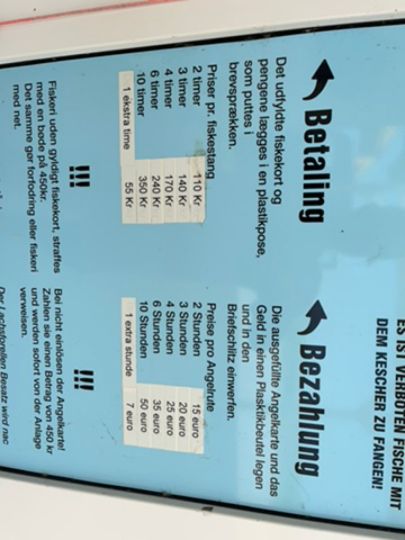 ES IST VERBOTEN FISCHE MIT
DEM KESCHER ZU FANGEN!
Betaling
Det udfyldte fiskekort og
pengene lægges i en plastikpose,
som puttes i
brevsprækken.
Priser pr. fiskestang
2 timer 110 Kr
3 timer 140 Kr
4 timer 170 Kr
6 timer 240 Kr
10 timer 350 Kr
1 ekstra time 55 Kr
!!!
Fiskeri uden gyldigt fiskekort, straffes
med en bøde på 450kr.
Det samme gør forfodring eller fiskeri
med net.
Bezahlung
Die ausgefüllte Angelkarte und das
Geld in einen Plastikbeutel legen
und in den
Briefschlitz einwerfen.
Preise pro Angelrute
2 Stunden 15 euro
3 Stunden 20 euro
4 Stunden 25 euro
6 Stunden 35 euro
10 Stunden 50 euro
1 extra stunde 7 euro
!!!
Bei nicht einlösen der Angelkarte!
Zahlen sie einen Betrag von 450 kr
und werden sofort von der Anlage
verweisen.
Der Lachsforellen Besatz wird nac